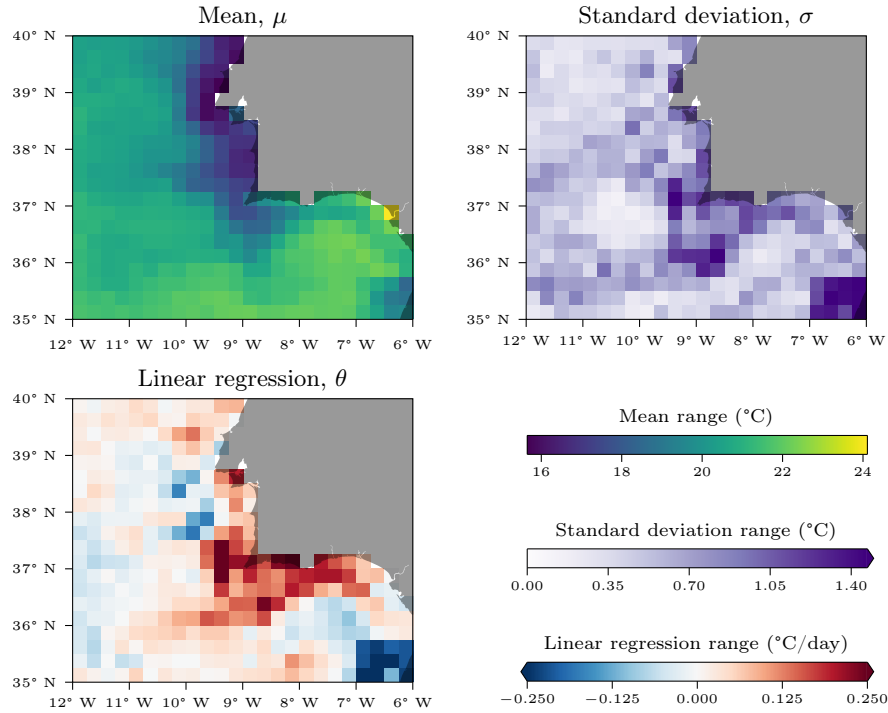 Mean, μ
Standard deviation, σ
40° N
39° N
38° N
37° N
36° N
35° N
12° W 11° W 10° W 9° W 8° W 7° W 6° W
40° N
39° N
38° N
37° N
36° N
35° N
12° W 11° W 10° W 9° W 8° W 7° W 6° W
Linear regression, θ
40° N
39° N
38° N
37° N
36° N
35° N
12° W 11° W 10° W 9° W 8° W 7° W 6° W
Mean range (°C)
16 18 20 22 24
Standard deviation range (°C)
0.00 0.35 0.70 1.05 1.40
Linear regression range (°C/day)
−0.250 −0.125 0.000 0.125 0.250